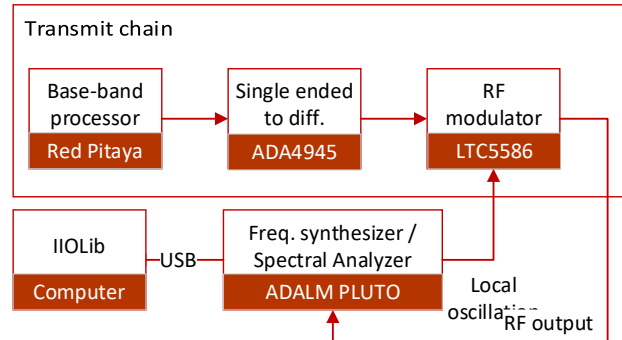 Transmit chain
Base-band
processor
Red Pitaya
Single ended
to diff.
ADA4945
RF
modulator
LTC5586
IIOLib
Computer
USB
Freq. synthesizer /
Spectral Analyzer
ADALM PLUTO
Local
oscillation
RF output